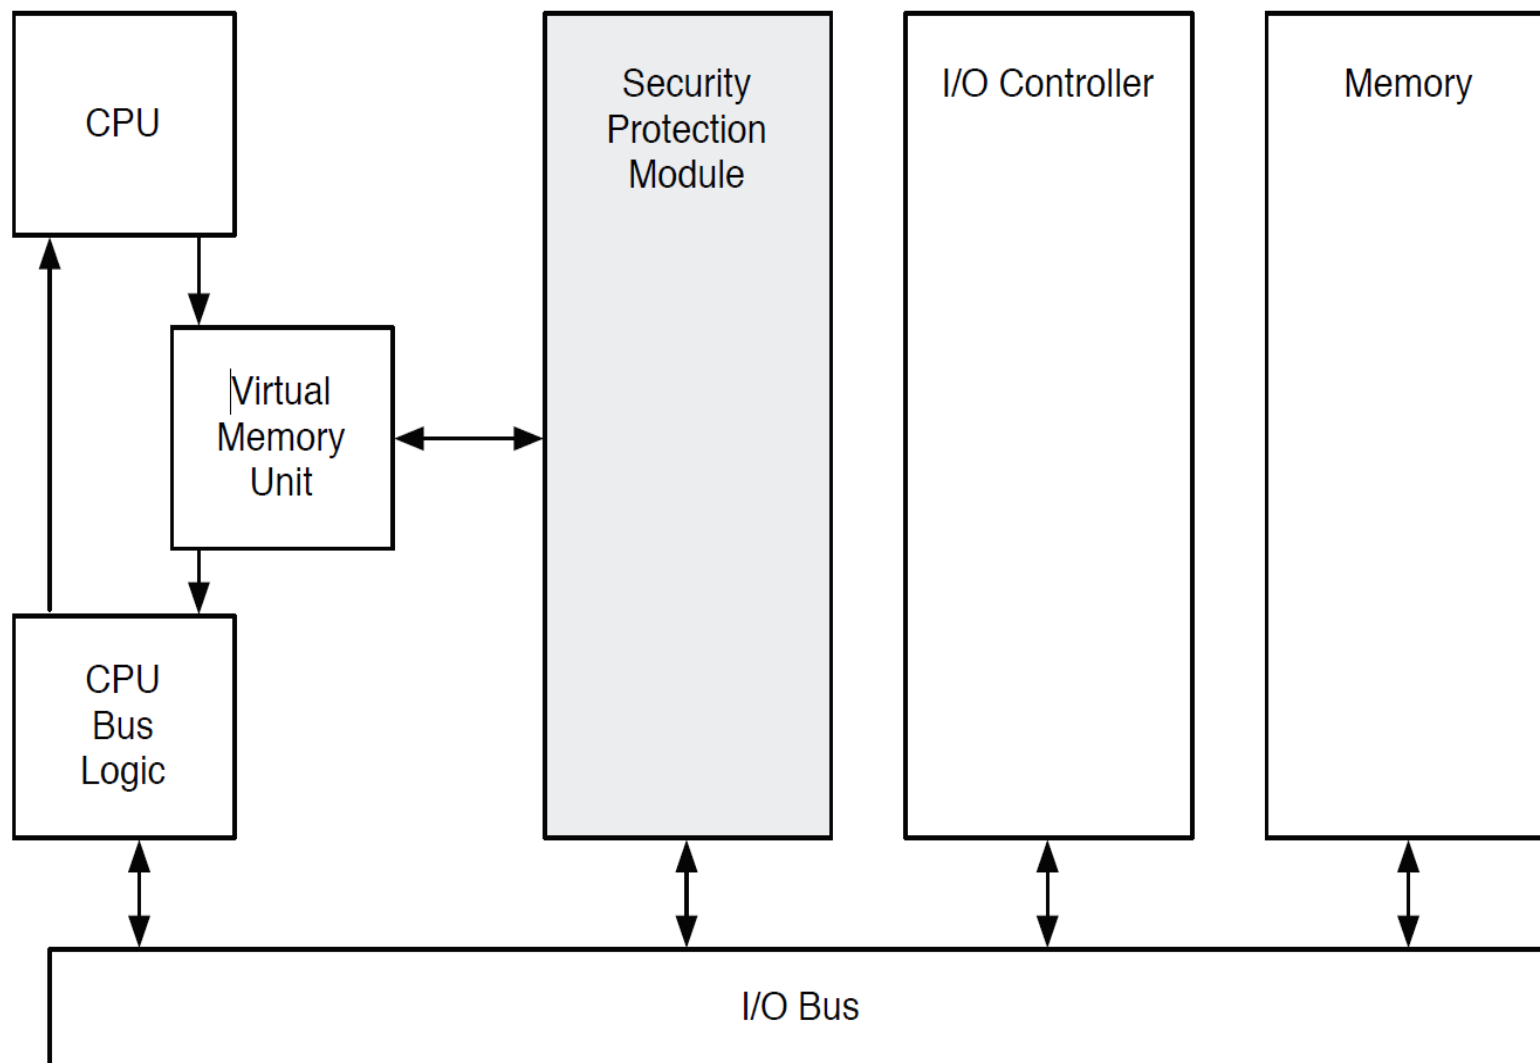 CPU
Security
Protection
Module
I/O Controller
Memory
Virtual
Memory
Unit
CPU
Bus
Logic
I/O Bus